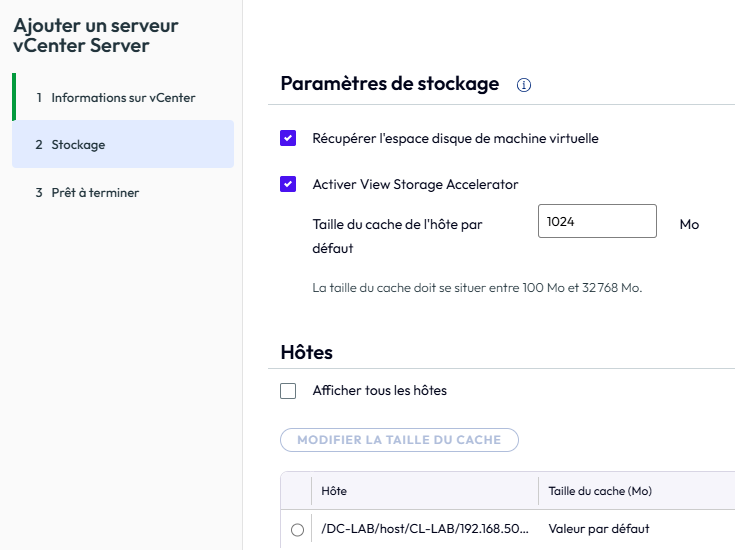 Ajouter un serveur
vCenter Server
1 Informations sur vCenter
2 Stockage
3 Prêt à terminer
Paramètres de stockage
Récupérer l'espace disque de machine virtuelle
Activer View Storage Accelerator
Taille du cache de l'hôte par
défaut
1024 Mo
La taille du cache doit se situer entre 100 Mo et 32 768 Mo.
Hôtes
Afficher tous les hôtes
MODIFIER LA TAILLE DU CACHE
Hôte Taille du cache (Mo)
/DC-LAB/host/CL-LAB/192.168.50... Valeur par défaut